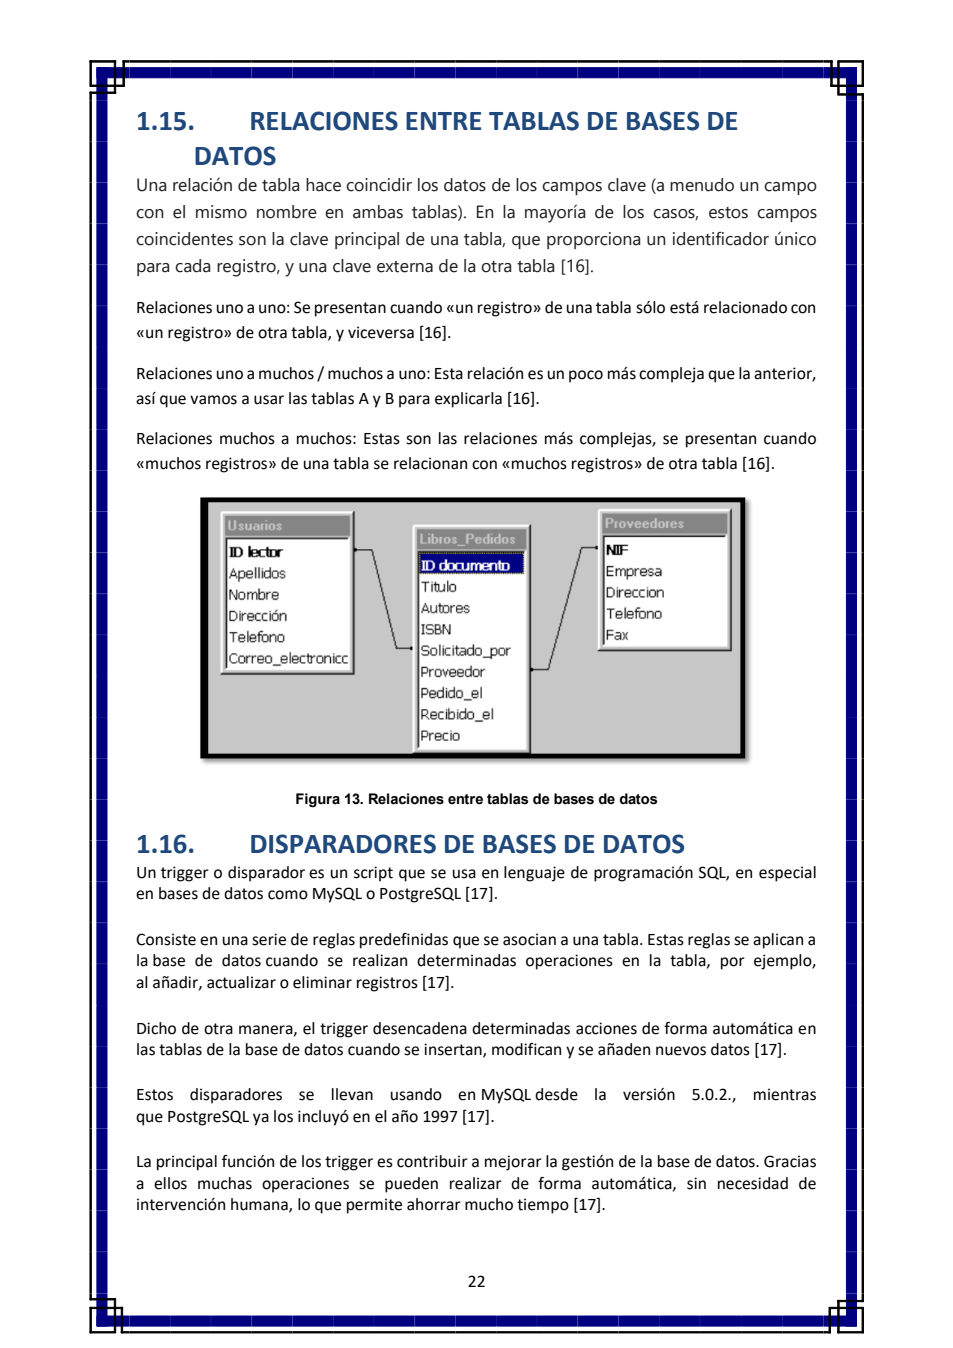 1.15. RELACIONES ENTRE TABLAS DE BASES DE
DATOS
Una relación de tabla hace coincidir los datos de los campos clave (a menudo un campo
con el mismo nombre en ambas tablas). En la mayoría de los casos, estos campos
coincidentes son la clave principal de una tabla, que proporciona un identificador único
para cada registro, y una clave externa de la otra tabla [16].
Relaciones uno a uno: Se presentan cuando «un registro» de una tabla sólo está relacionado con
«un registro» de otra tabla, y viceversa [16].
Relaciones uno a muchos / muchos a uno: Esta relación es un poco más compleja que la anterior,
así que vamos a usar las tablas A y B para explicarla [16].
Relaciones muchos a muchos: Estas son las relaciones más complejas, se presentan cuando
«muchos registros» de una tabla se relacionan con «muchos registros» de otra tabla [16].
Usuarios
ID lector
Apellidos
Nombre
Dirección
Telefono
Correo_electronicc
Libros_Pedidos
ID documento
Titulo
Autores
ISBN
Solicitado_por
Proveedor
Pedido_el
Recibido_el
Precio
Proveedores
NIF
Empresa
Direccion
Telefono
Fax
Figura 13. Relaciones entre tablas de bases de datos
1.16. DISPARADORES DE BASES DE DATOS
Un trigger o disparador es un script que se usa en lenguaje de programación SQL, en especial
en bases de datos como MySQL o PostgreSQL [17].
Consiste en una serie de reglas predefinidas que se asocian a una tabla. Estas reglas se aplican a
la base de datos cuando se realizan determinadas operaciones en la tabla, por ejemplo,
al añadir, actualizar o eliminar registros [17].
Dicho de otra manera, el trigger desencadena determinadas acciones de forma automática en
las tablas de la base de datos cuando se insertan, modifican y se añaden nuevos datos [17].
Estos disparadores se llevan usando en MySQL desde la versión 5.0.2., mientras
que PostgreSQL ya los incluyó en el año 1997 [17].
La principal función de los trigger es contribuir a mejorar la gestión de la base de datos. Gracias
a ellos muchas operaciones se pueden realizar de forma automática, sin necesidad de
intervención humana, lo que permite ahorrar mucho tiempo [17].
22